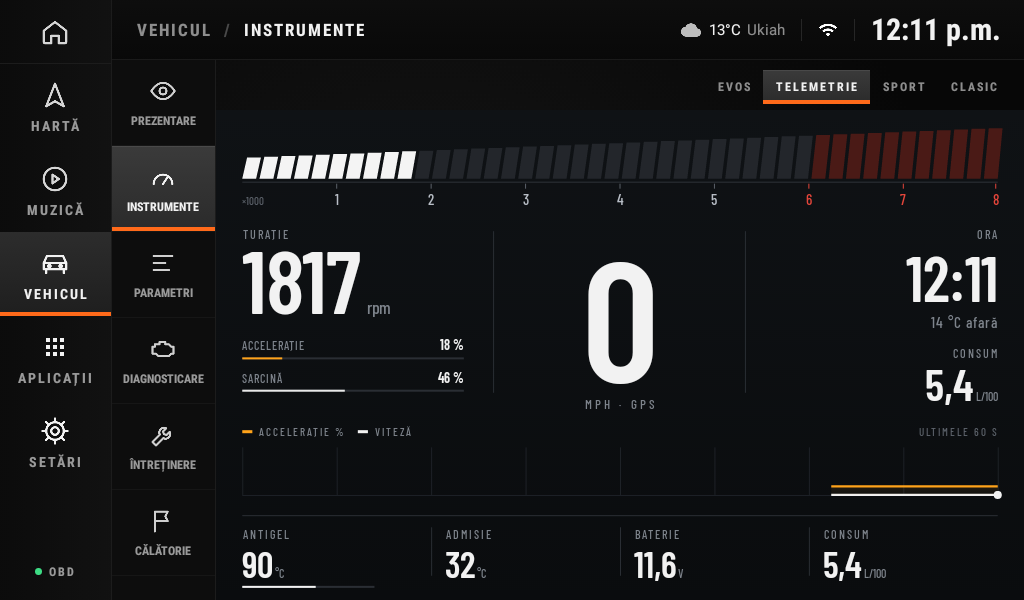 VEHICUL / INSTRUMENTE
13°C Ukiah
12:11 p.m.
HARTĂ
MUZICĂ
VEHICUL
APLICAȚII
SETĂRI
OBD
PREZENTARE
INSTRUMENTE
PARAMETRI
DIAGNOSTICARE
ÎNTREȚINERE
CĂLĂTORIE
EVOS TELEMETRIE SPORT CLASIC
×1000 1 2 3 4 5 6 7 8
TURAȚIE
1817 rpm
ACCELERAȚIE 18 %
SARCINĂ 46 %
0
MPH · GPS
ORA
12:11
14 °C afară
CONSUM
5,4 L/100
ACCELERAȚIE % VITEZĂ ULTIMELE 60 S
ANTIGEL ADMISIE BATERIE CONSUM
90 °C 32 °C 11,6 V 5,4 L/100